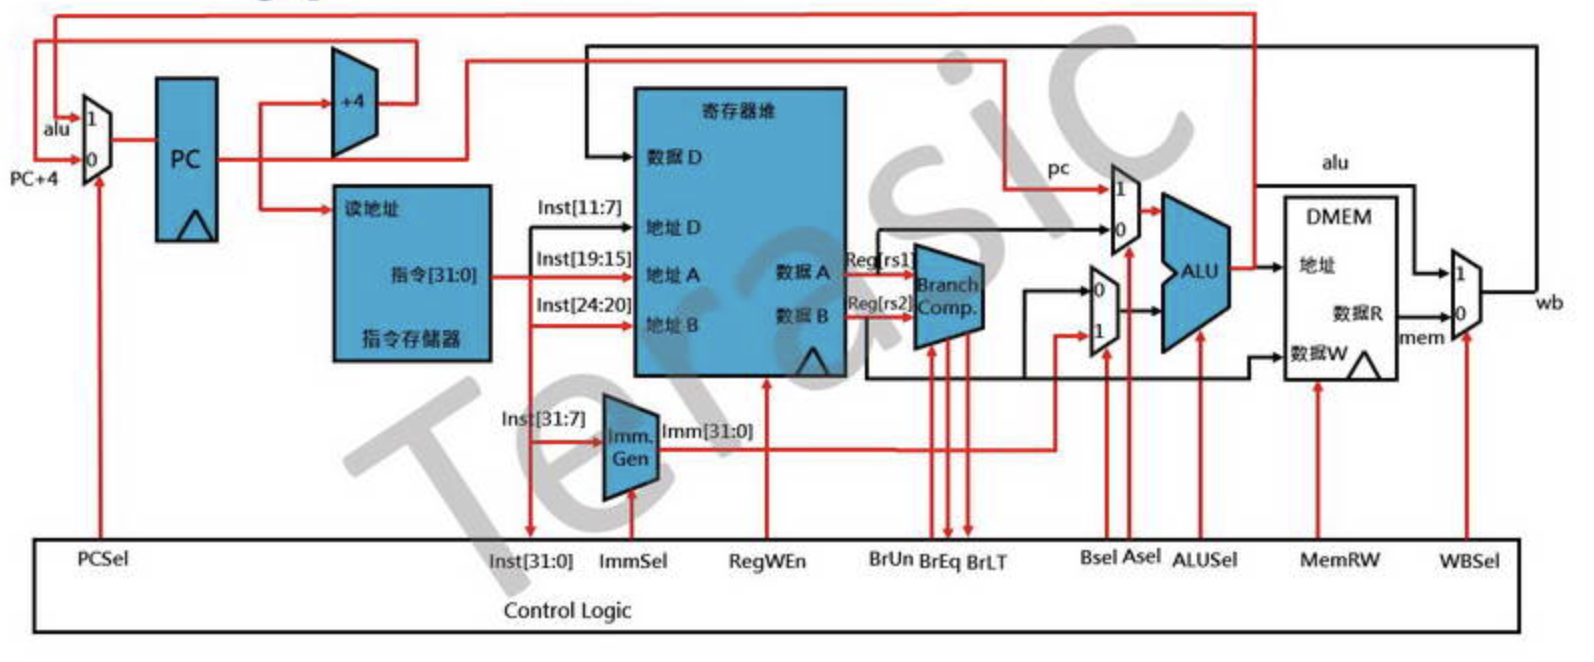 alu
1
0
PC+4
PC
+4
读地址
指令[31:0]
指令存储器
Inst[11:7]
Inst[19:15]
Inst[24:20]
Inst[31:7]
寄存器堆
数据 D
地址 D
地址 A
地址 B
数据 A
数据 B
Reg[rs1]
Reg[rs2]
Imm.
Gen
Imm[31:0]
Branch
Comp.
pc
1
0
0
1
ALU
alu
DMEM
地址
数据R
数据W
mem
1
0
wb
PCSel
Inst[31:0]
ImmSel
RegWEn
BrUn
BrEq
BrLT
Bsel
Asel
ALUSel
MemRW
WBSel
Control Logic
Terasic